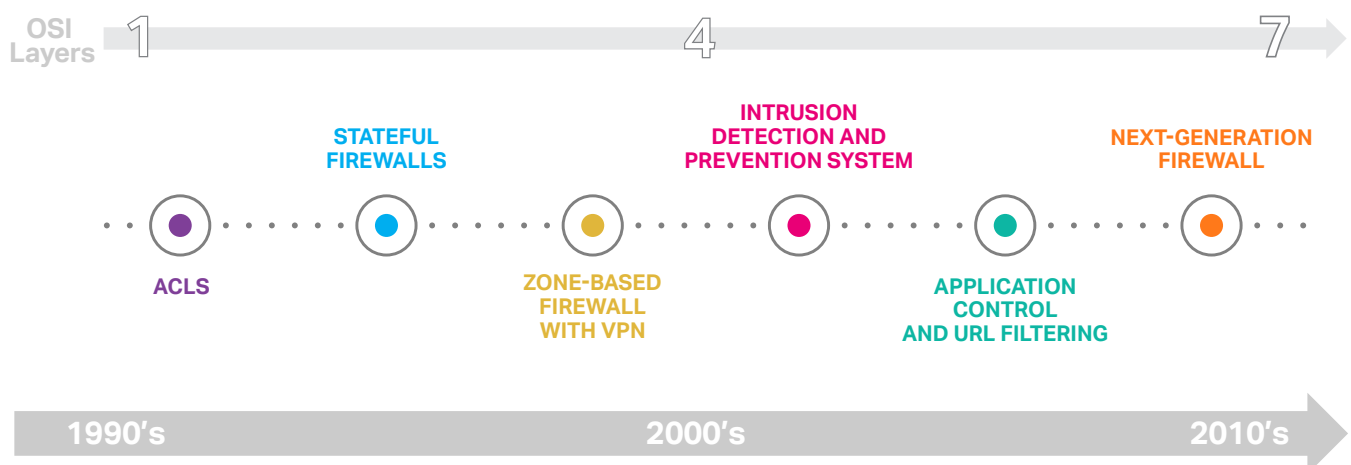 OSI
Layers
1
4
7
STATEFUL
FIREWALLS
INTRUSION
DETECTION AND
PREVENTION SYSTEM
NEXT-GENERATION
FIREWALL
ACLS
ZONE-BASED
FIREWALL
WITH VPN
APPLICATION
CONTROL
AND URL FILTERING
1990's
2000's
2010's